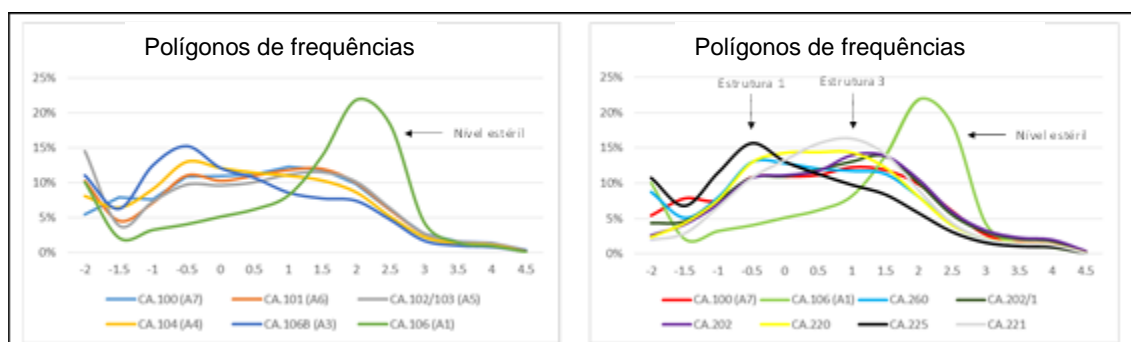 Polígonos de frequências
25%
20%
15%
10%
5%
0%
Nível estéril
-2 -1.5 -1 -0.5 0 0.5 1 1.5 2 2.5 3 3.5 4 4.5
CA.100 (A7) CA.101 (A6) CA.102/103 (A5)
CA.104 (A4) CA.106B (A3) CA.106 (A1)
Polígonos de frequências
25%
20%
15%
10%
5%
0%
Estrutura 1 Estrutura 3
Nível estéril
-2 -1.5 -1 -0.5 0 0.5 1 1.5 2 2.5 3 3.5 4 4.5
CA.100 (A7) CA.106 (A1) CA.260 CA.202/1
CA.202 CA.220 CA.225 CA.221